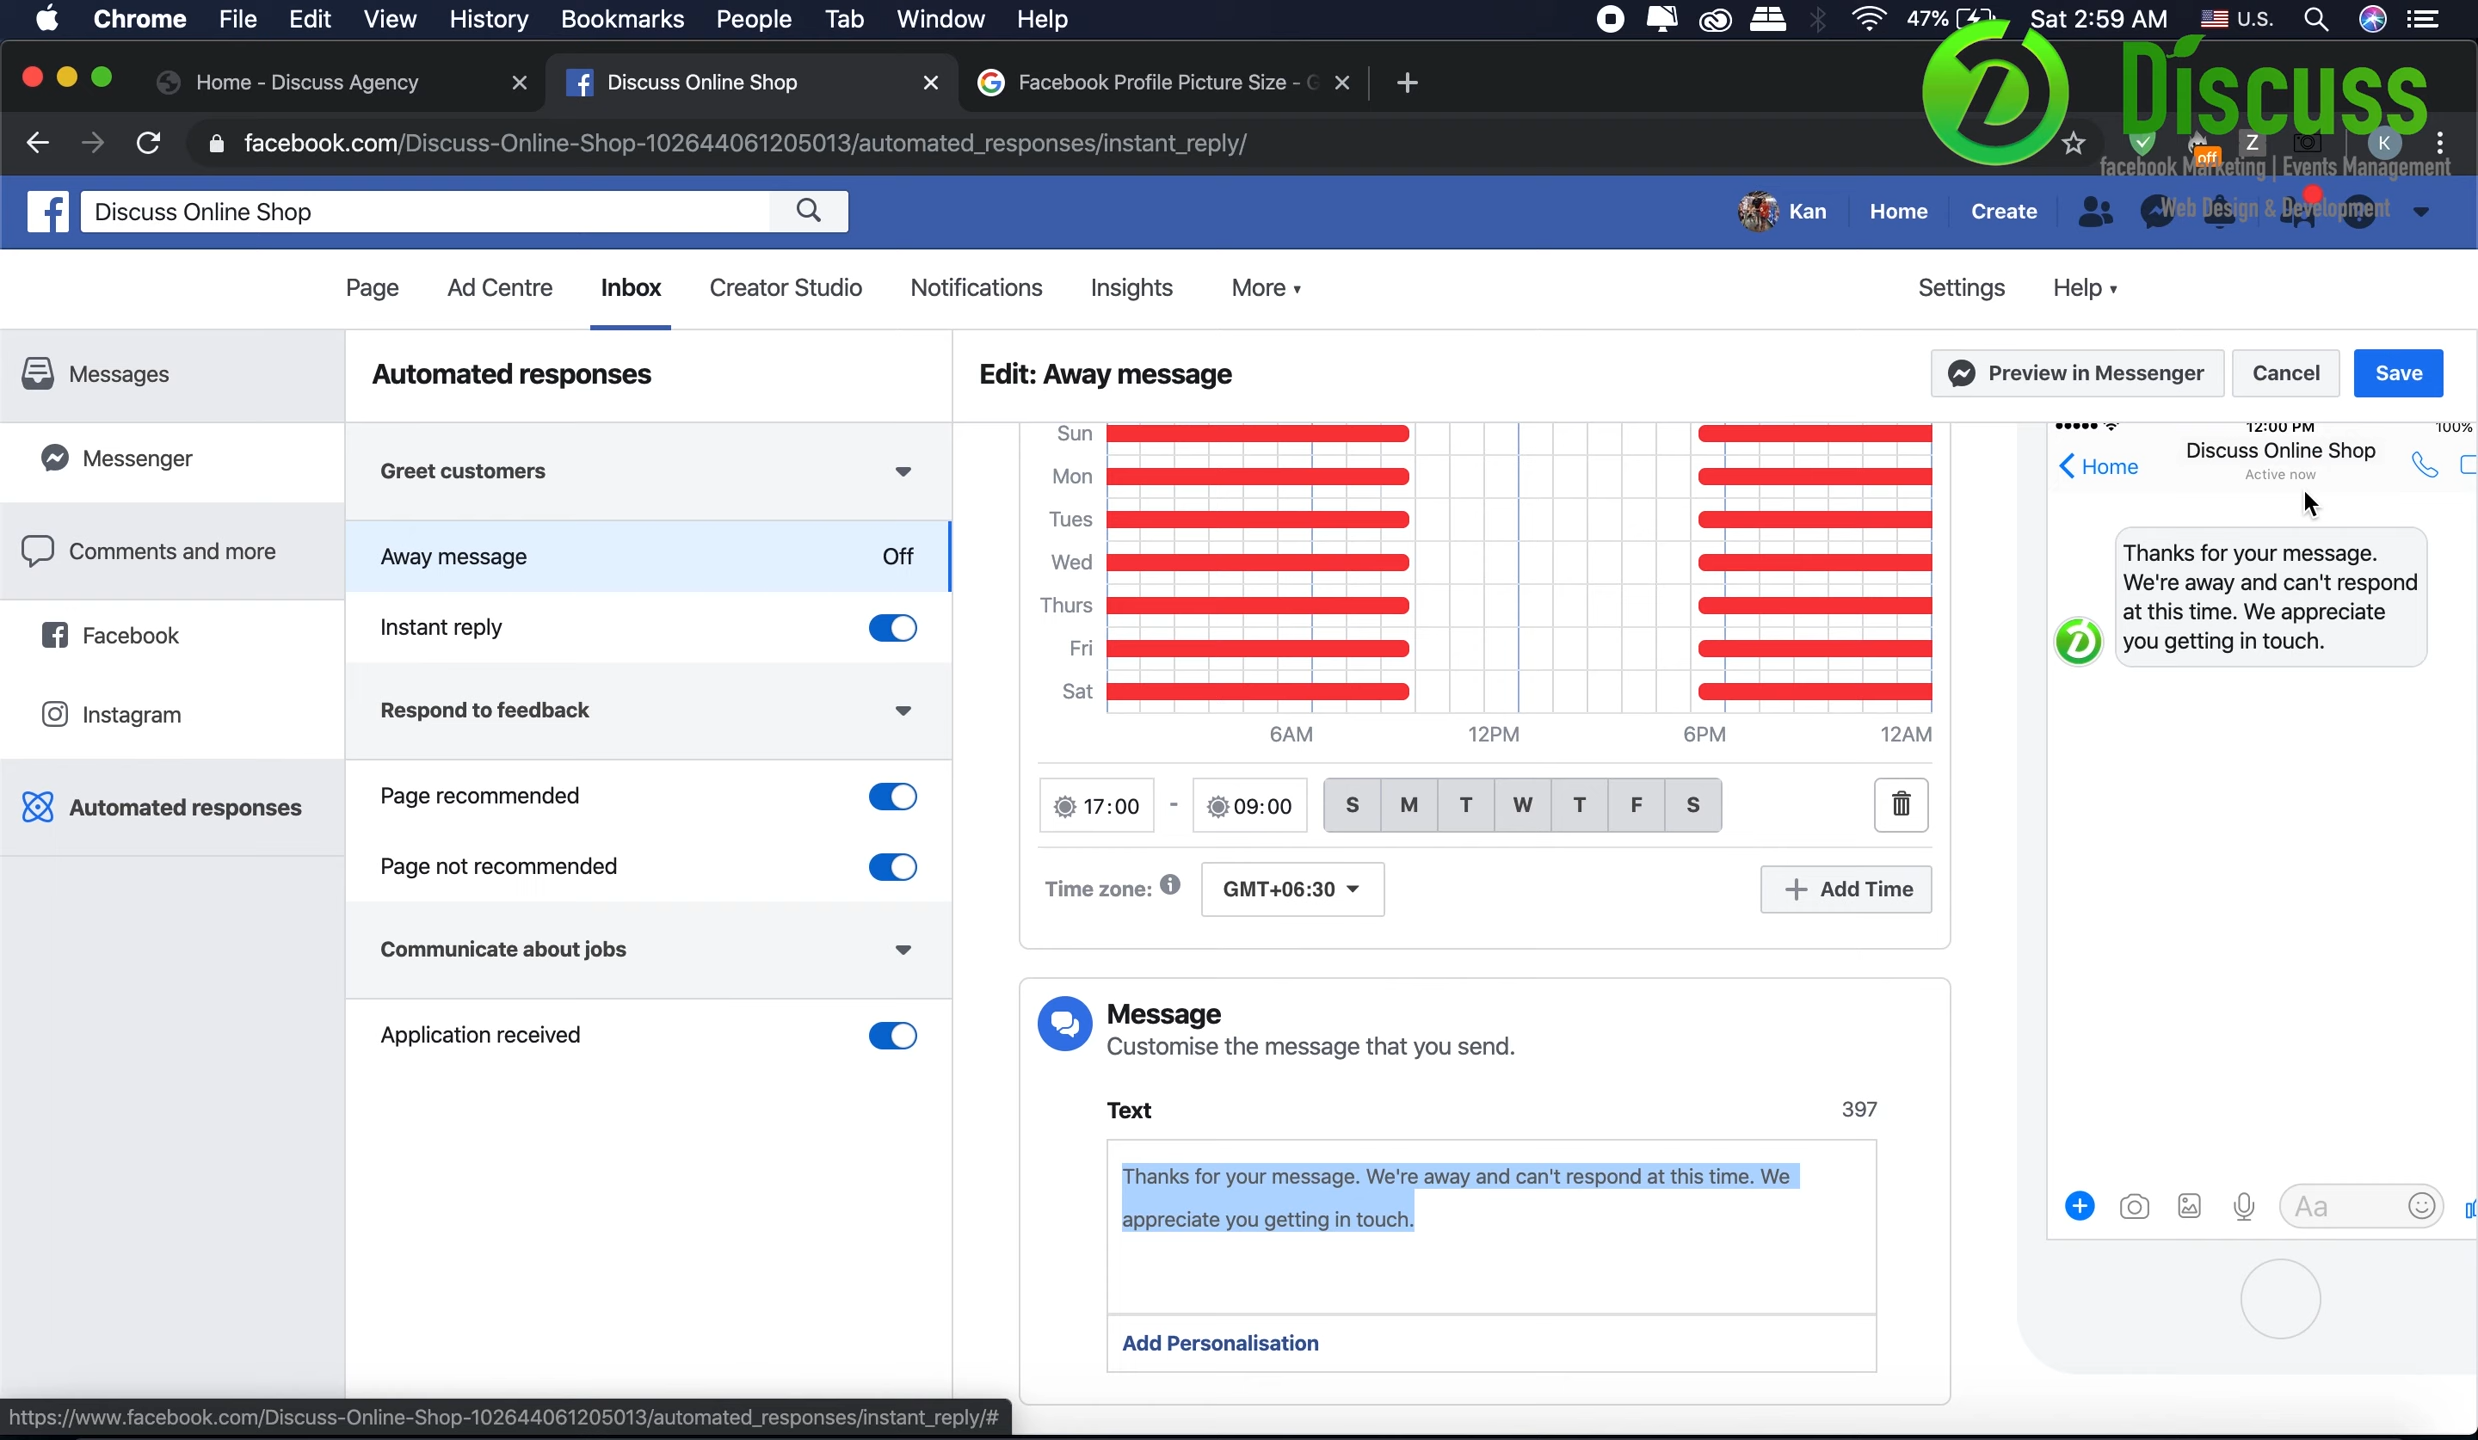 Chrome File Edit View History Bookmarks People Tab Window Help
47% Sat 2:59 AM U.S.
Home - Discuss Agency
Discuss Online Shop
Facebook Profile Picture Size - G
Discuss
facebook.com/Discuss-Online-Shop-102644061205013/automated_responses/instant_reply/
off Z K
facebook Marketing | Events Management
Web Design & Development
Discuss Online Shop
Kan Home Create
Page Ad Centre Inbox Creator Studio Notifications Insights More Settings Help
Messages
Messenger
Comments and more
Facebook
Instagram
Automated responses
Automated responses
Greet customers
Away message Off
Instant reply
Respond to feedback
Page recommended
Page not recommended
Communicate about jobs
Application received
Edit: Away message
Preview in Messenger Cancel Save
Sun
Mon
Tues
Wed
Thurs
Fri
Sat
6AM 12PM 6PM 12AM
17:00 - 09:00 S M T W T F S
Time zone: GMT+06:30 Add Time
Message
Customise the message that you send.
Text 397
Thanks for your message. We're away and can't respond at this time. We
appreciate you getting in touch.
Add Personalisation
12:00 PM 100%
Home Discuss Online Shop
Active now
Thanks for your message.
We're away and can't respond
at this time. We appreciate
you getting in touch.
Aa
https://www.facebook.com/Discuss-Online-Shop-102644061205013/automated_responses/instant_reply/#